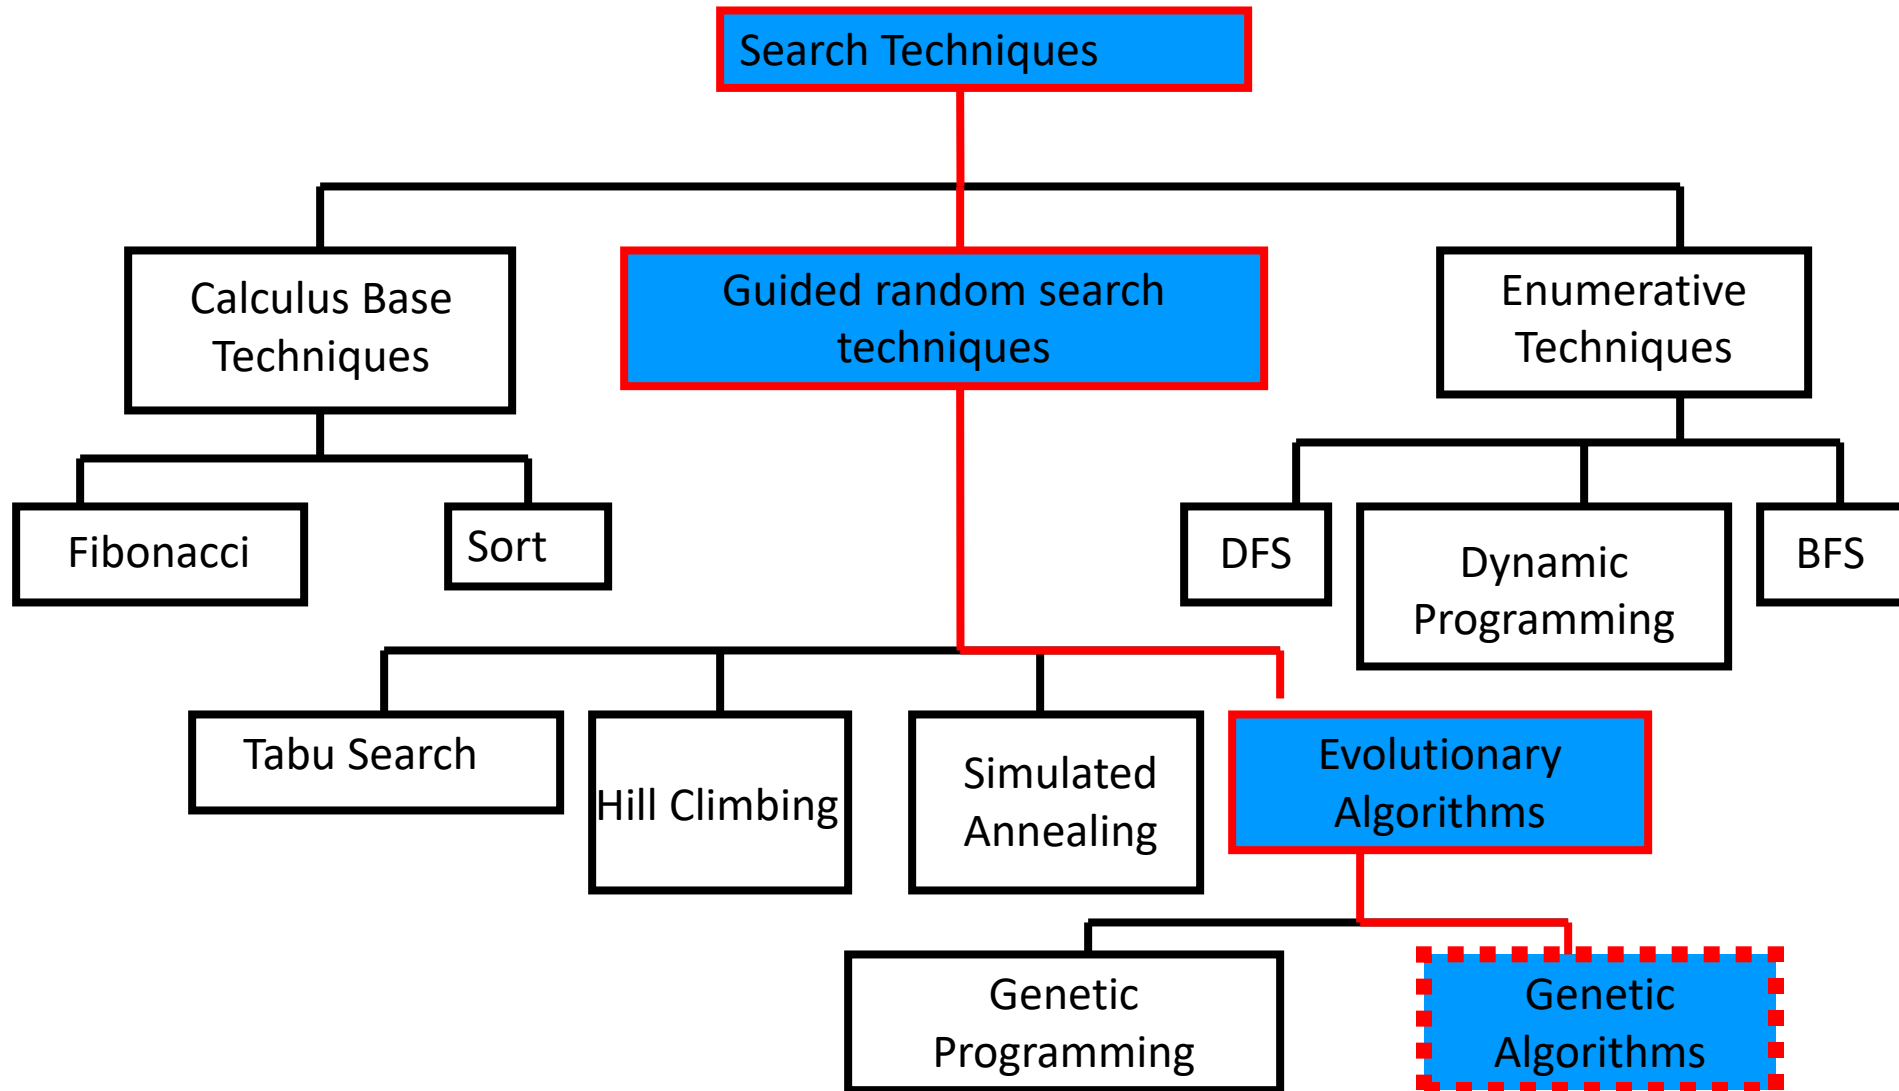 Search Techniques
Calculus Base
Techniques
Guided random search
techniques
Enumerative
Techniques
Fibonacci
Sort
DFS
Dynamic
Programming
BFS
Tabu Search
Hill Climbing
Simulated
Annealing
Evolutionary
Algorithms
Genetic
Programming
Genetic
Algorithms